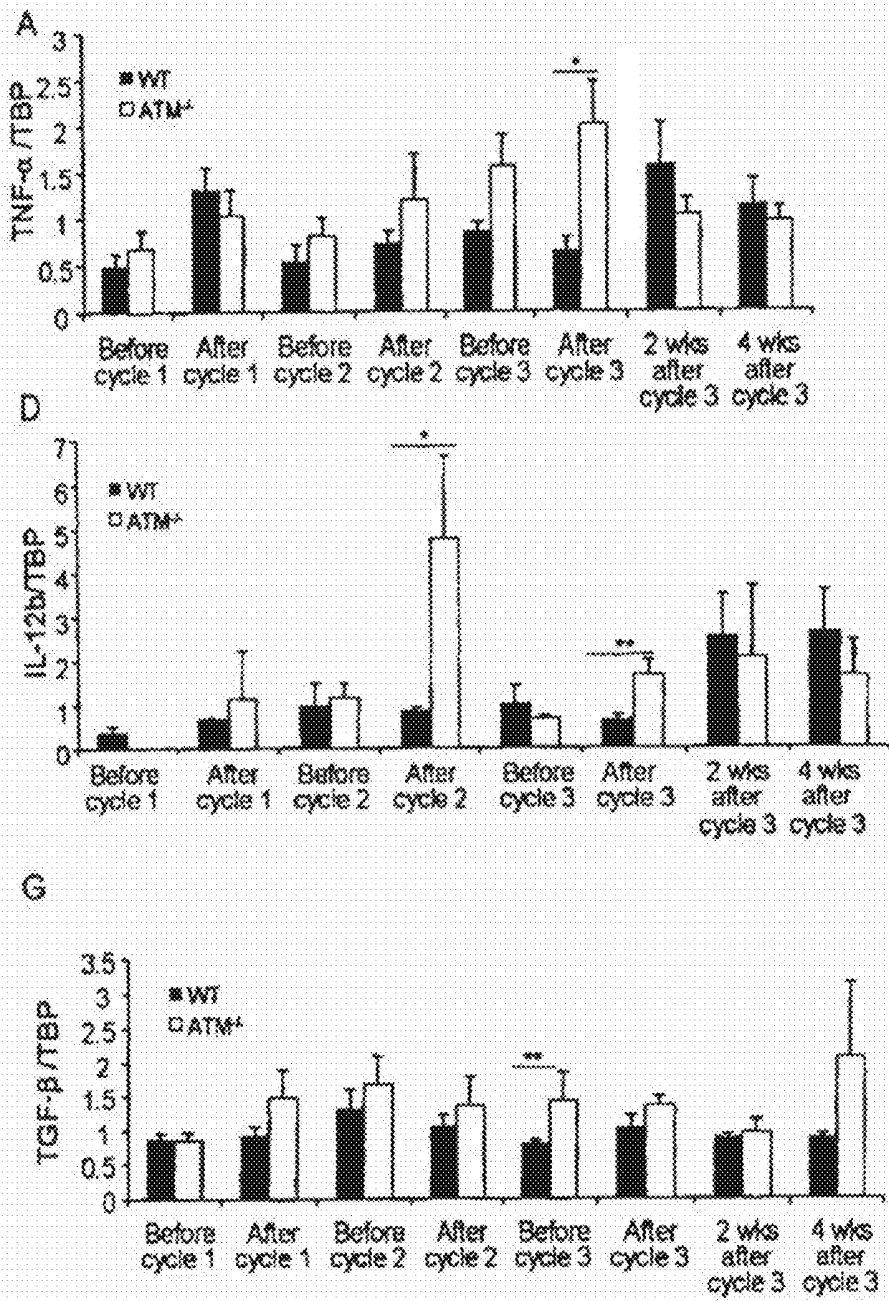 A
TNF-α /TBP
3
2.5
2
1.5
1
0.5
0
WT
ATM-/-
*
Before cycle 1
After cycle 1
Before cycle 2
After cycle 2
Before cycle 3
After cycle 3
2 wks after cycle 3
4 wks after cycle 3
D
IL-12b/TBP
7
6
5
4
3
2
1
0
WT
ATM-/-
*
**
Before cycle 1
After cycle 1
Before cycle 2
After cycle 2
Before cycle 3
After cycle 3
2 wks after cycle 3
4 wks after cycle 3
G
TGF-β /TBP
3.5
3
2.5
2
1.5
1
0.5
0
WT
ATM-/-
**
Before cycle 1
After cycle 1
Before cycle 2
After cycle 2
Before cycle 3
After cycle 3
2 wks after cycle 3
4 wks after cycle 3